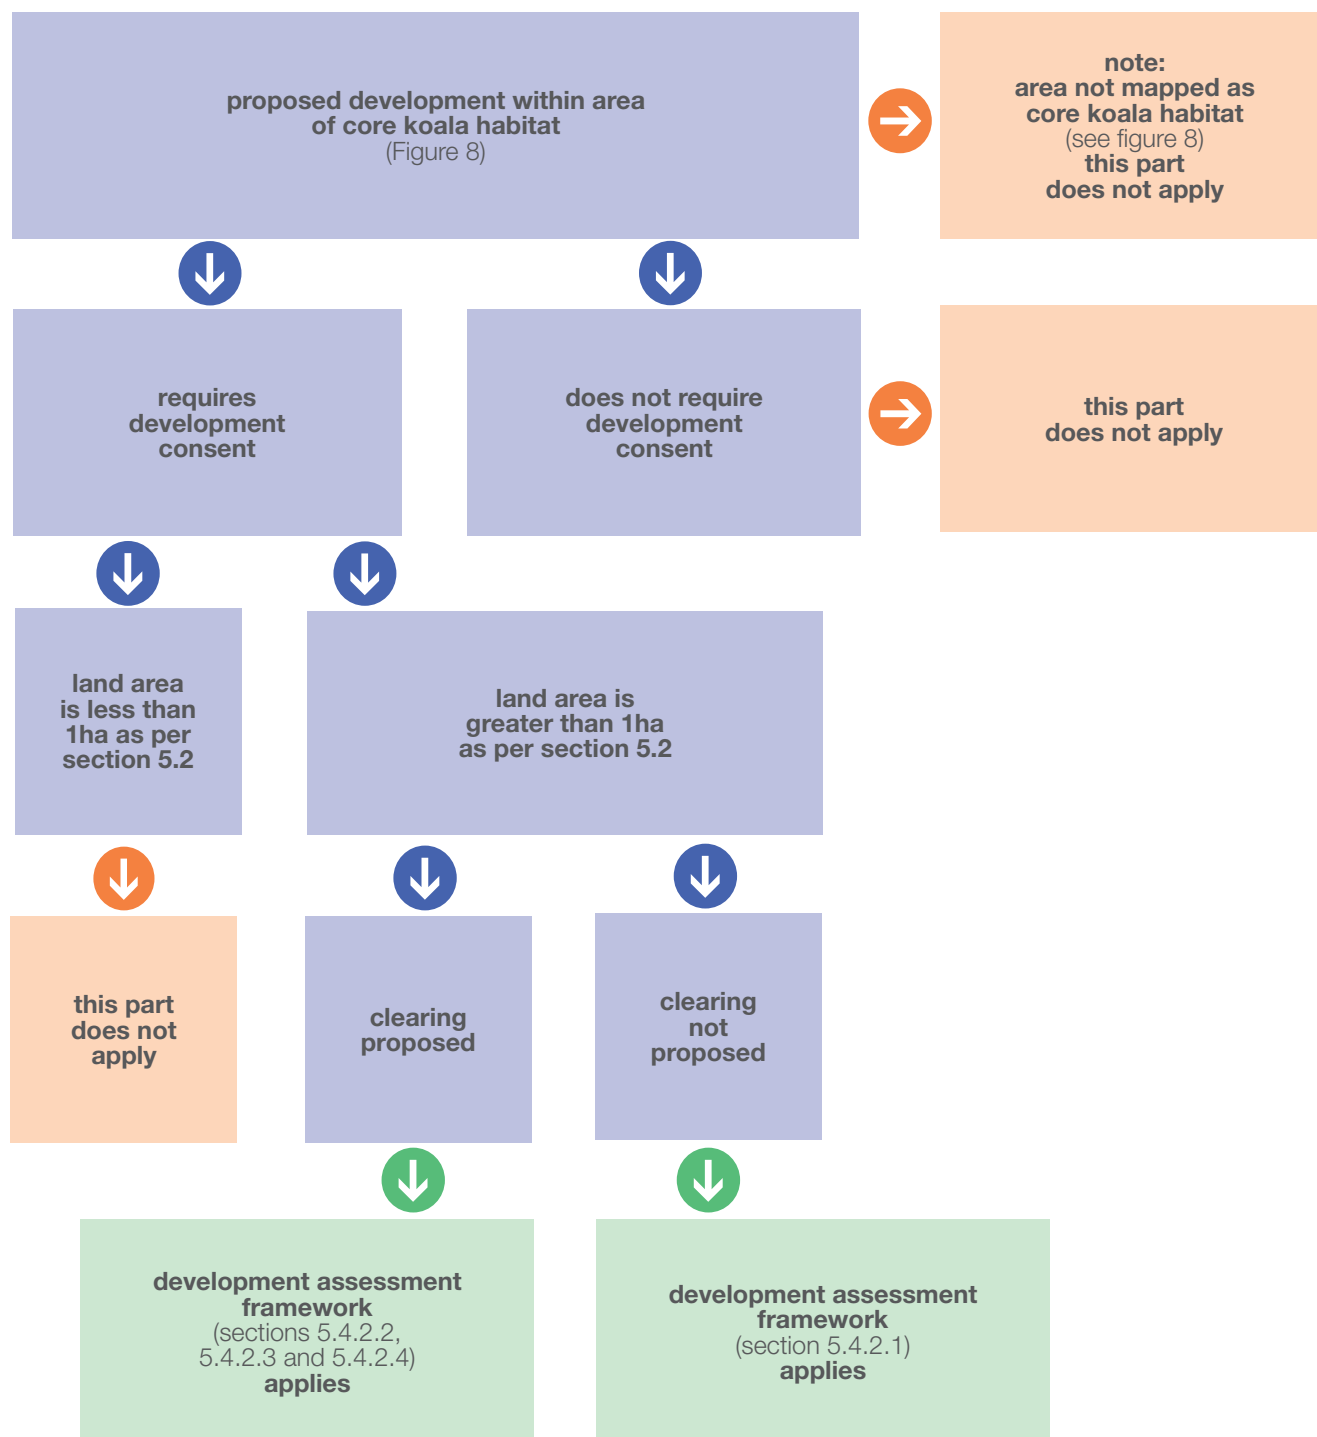 proposed development within area
of core koala habitat
(Figure 8)
note:
area not mapped as
core koala habitat
(see figure 8)
this part
does not apply
requires
development
consent
does not require
development
consent
this part
does not apply
land area
is less than
1ha as per
section 5.2
land area is
greater than 1ha
as per section 5.2
this part
does not
apply
clearing
proposed
clearing
not
proposed
development assessment
framework
(sections 5.4.2.2,
5.4.2.3 and 5.4.2.4)
applies
development assessment
framework
(section 5.4.2.1)
applies